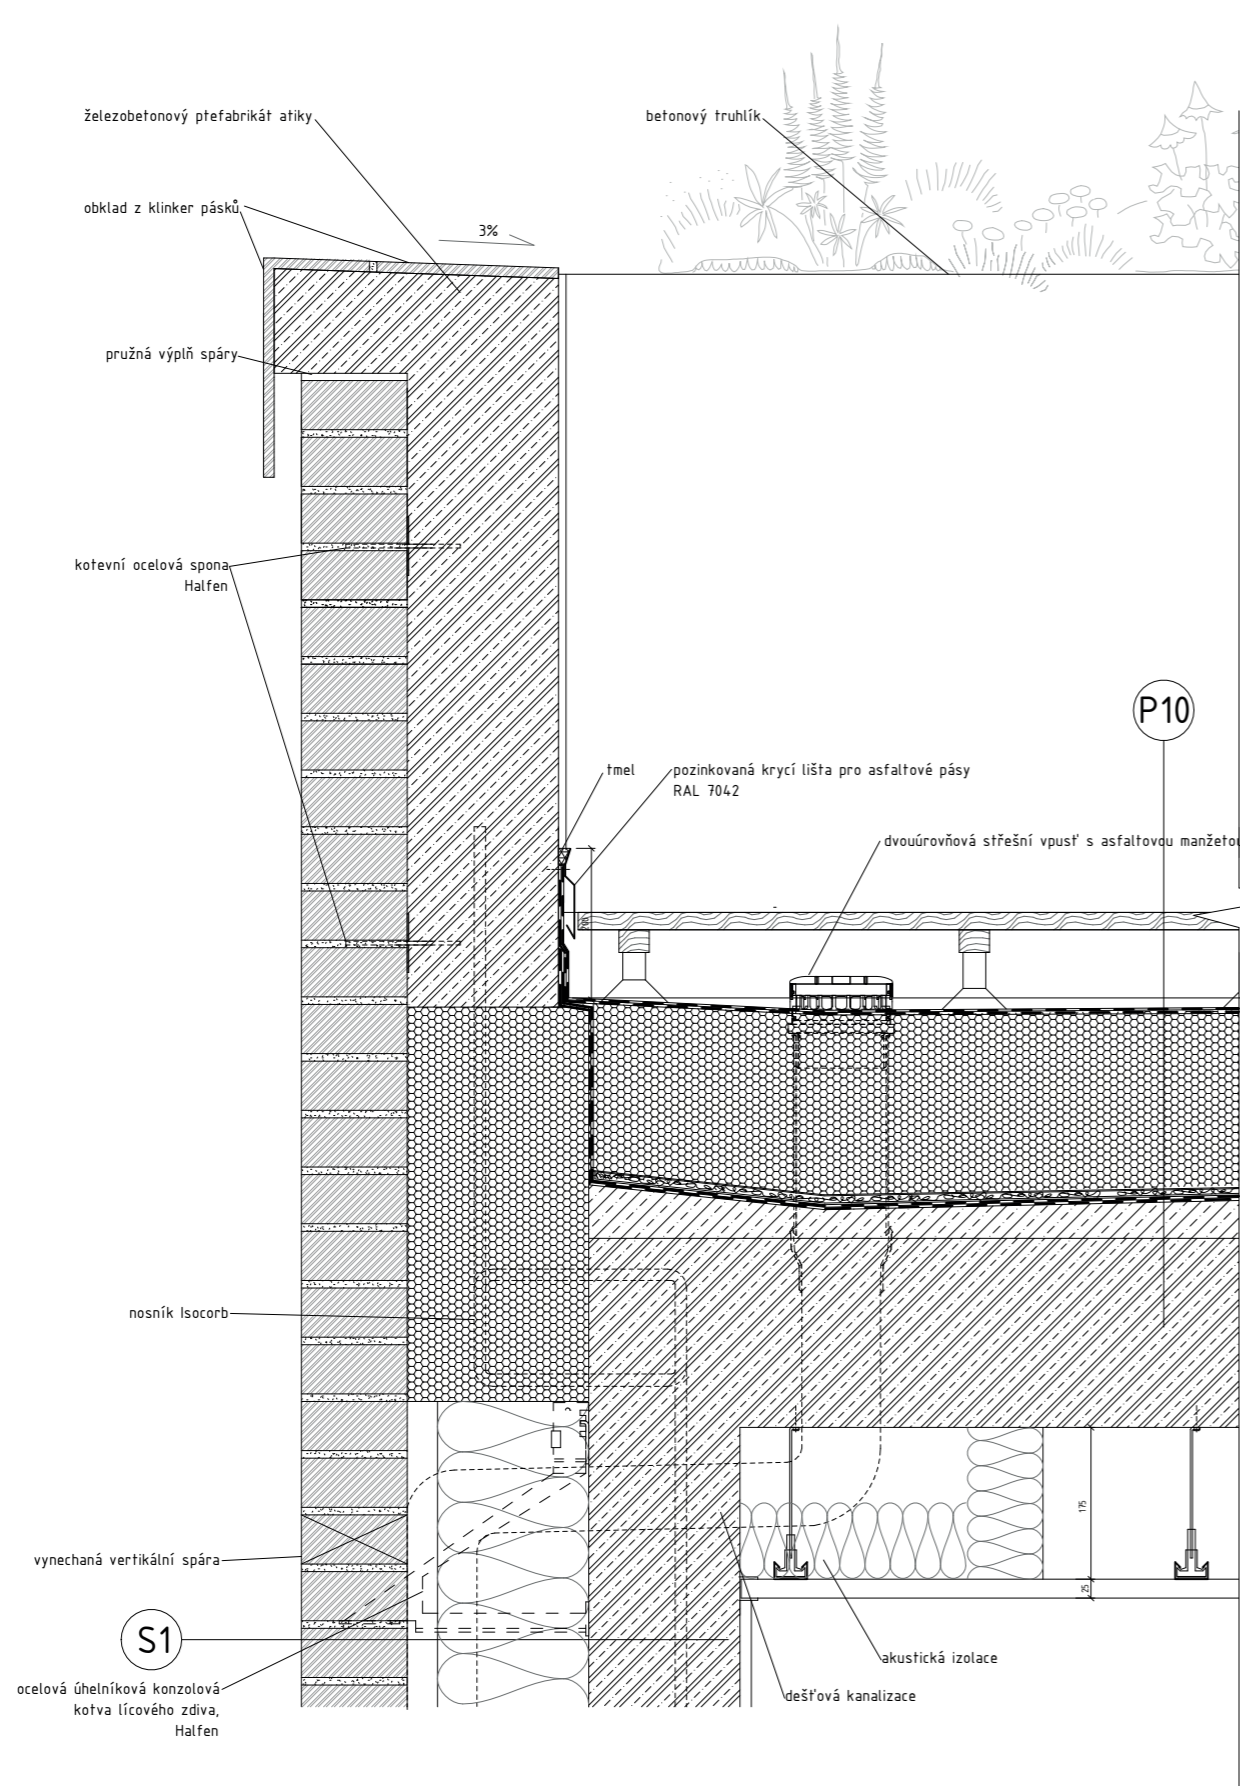 železobetonový ptefabrikát atiky
betonový truhlík
obklad z klinker pásků
3%
pružná výplň spáry
kotevní ocelová spona
Halfen
P10
tmel
pozinkovaná krycí lišta pro asfaltové pásy
RAL 7042
dvouúrovňová střešní vpusť s asfaltovou manžetou
nosník Isocorb
175
vynechaná vertikální spára
25
S1
akustická izolace
ocelová úhelníková konzolová
kotva lícového zdiva,
Halfen
dešťová kanalizace